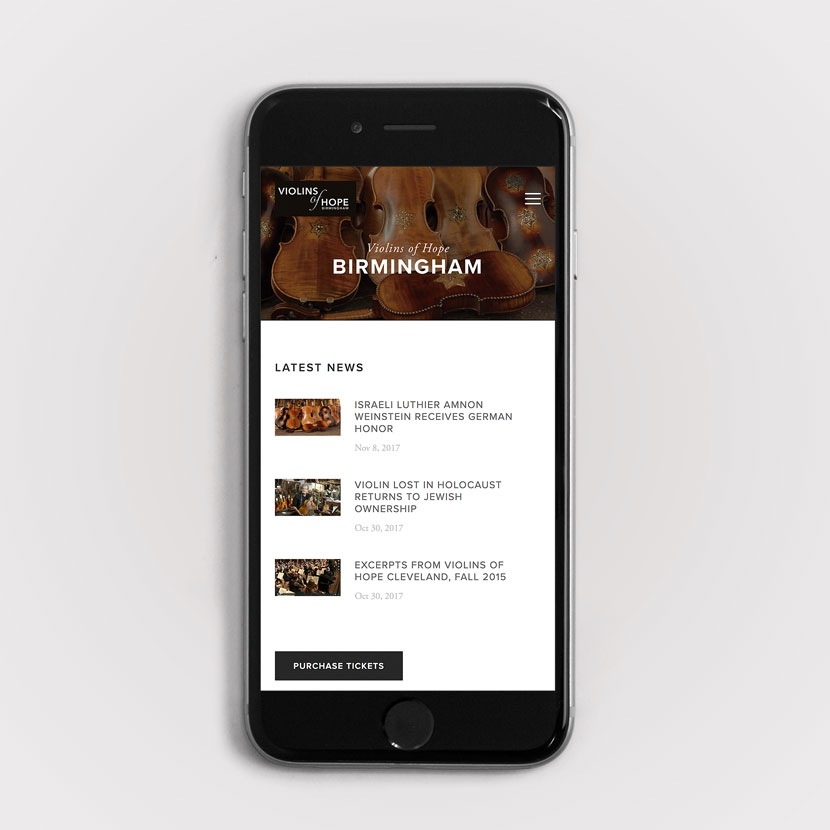 VIOLINS
of HOPE
BIRMINGHAM
Violins of Hope
BIRMINGHAM
LATEST NEWS
ISRAELI LUTHIER AMNON
WEINSTEIN RECEIVES GERMAN
HONOR
Nov 8, 2017
VIOLIN LOST IN HOLOCAUST
RETURNS TO JEWISH
OWNERSHIP
Oct 30, 2017
EXCERPTS FROM VIOLINS OF
HOPE CLEVELAND, FALL 2015
Oct 30, 2017
PURCHASE TICKETS